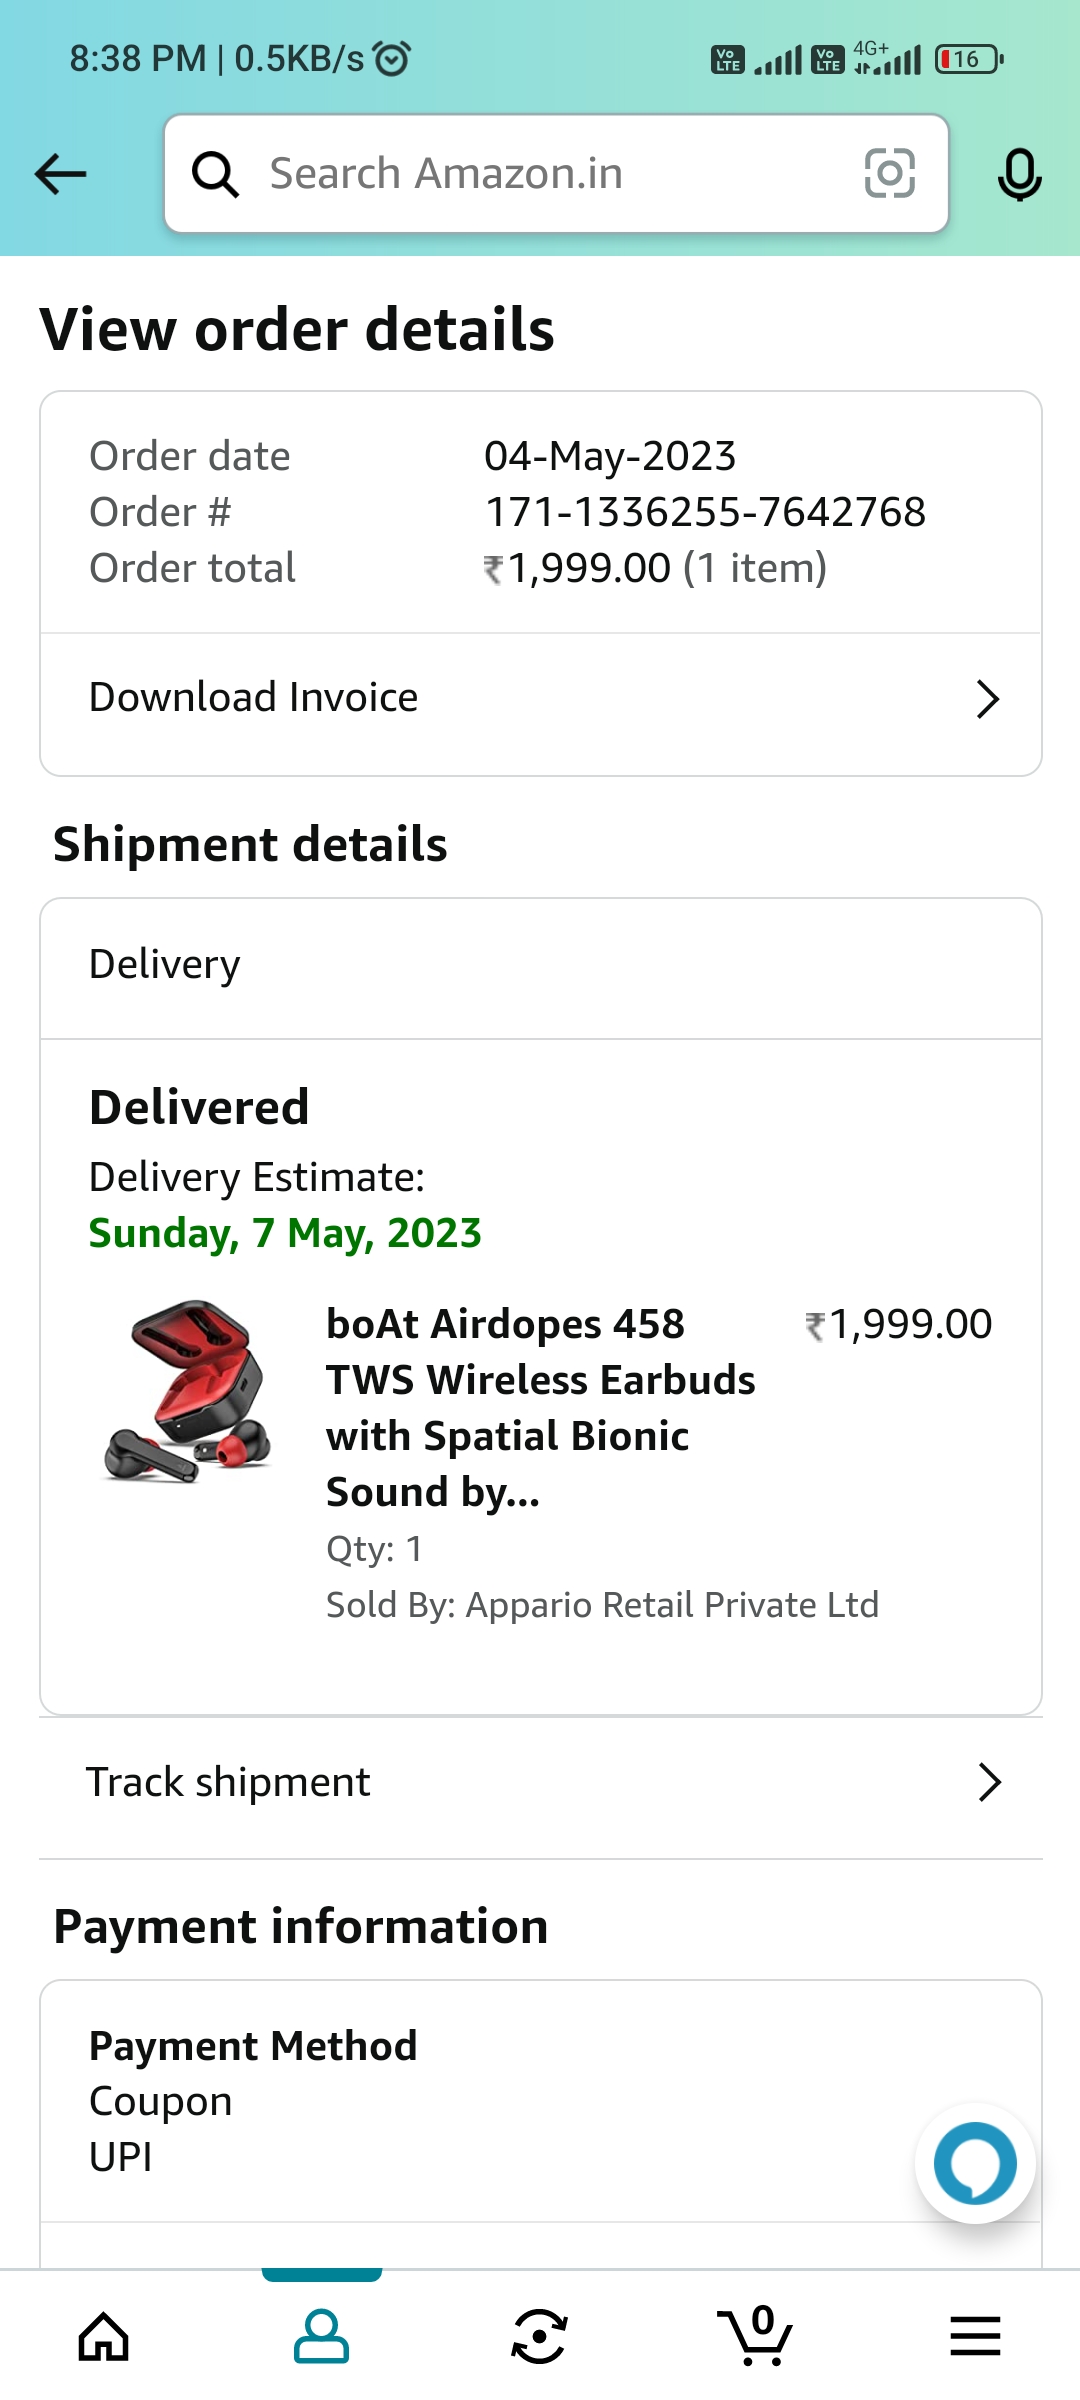 8:38 PM | 0.5KB/s
Vo LTE Vo LTE 4G+ 16
Search Amazon.in
View order details
Order date 04-May-2023
Order # 171-1336255-7642768
Order total ₹1,999.00 (1 item)
Download Invoice
Shipment details
Delivery
Delivered
Delivery Estimate:
Sunday, 7 May, 2023
boAt Airdopes 458 ₹1,999.00
TWS Wireless Earbuds
with Spatial Bionic
Sound by...
Qty: 1
Sold By: Appario Retail Private Ltd
Track shipment
Payment information
Payment Method
Coupon
UPI
0